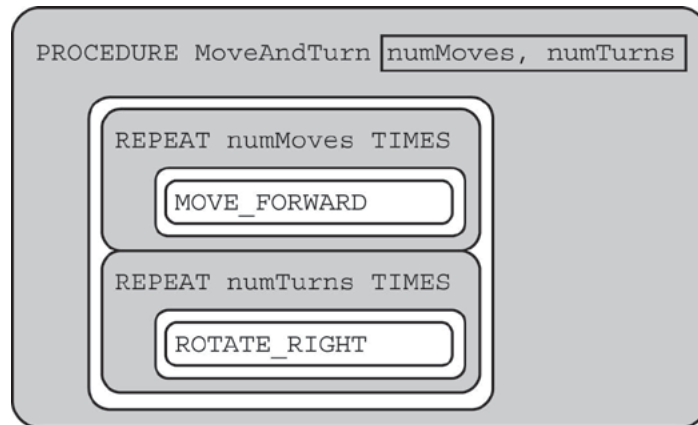 PROCEDURE MoveAndTurn numMoves, numTurns
REPEAT numMoves TIMES
MOVE_FORWARD
REPEAT numTurns TIMES
ROTATE_RIGHT